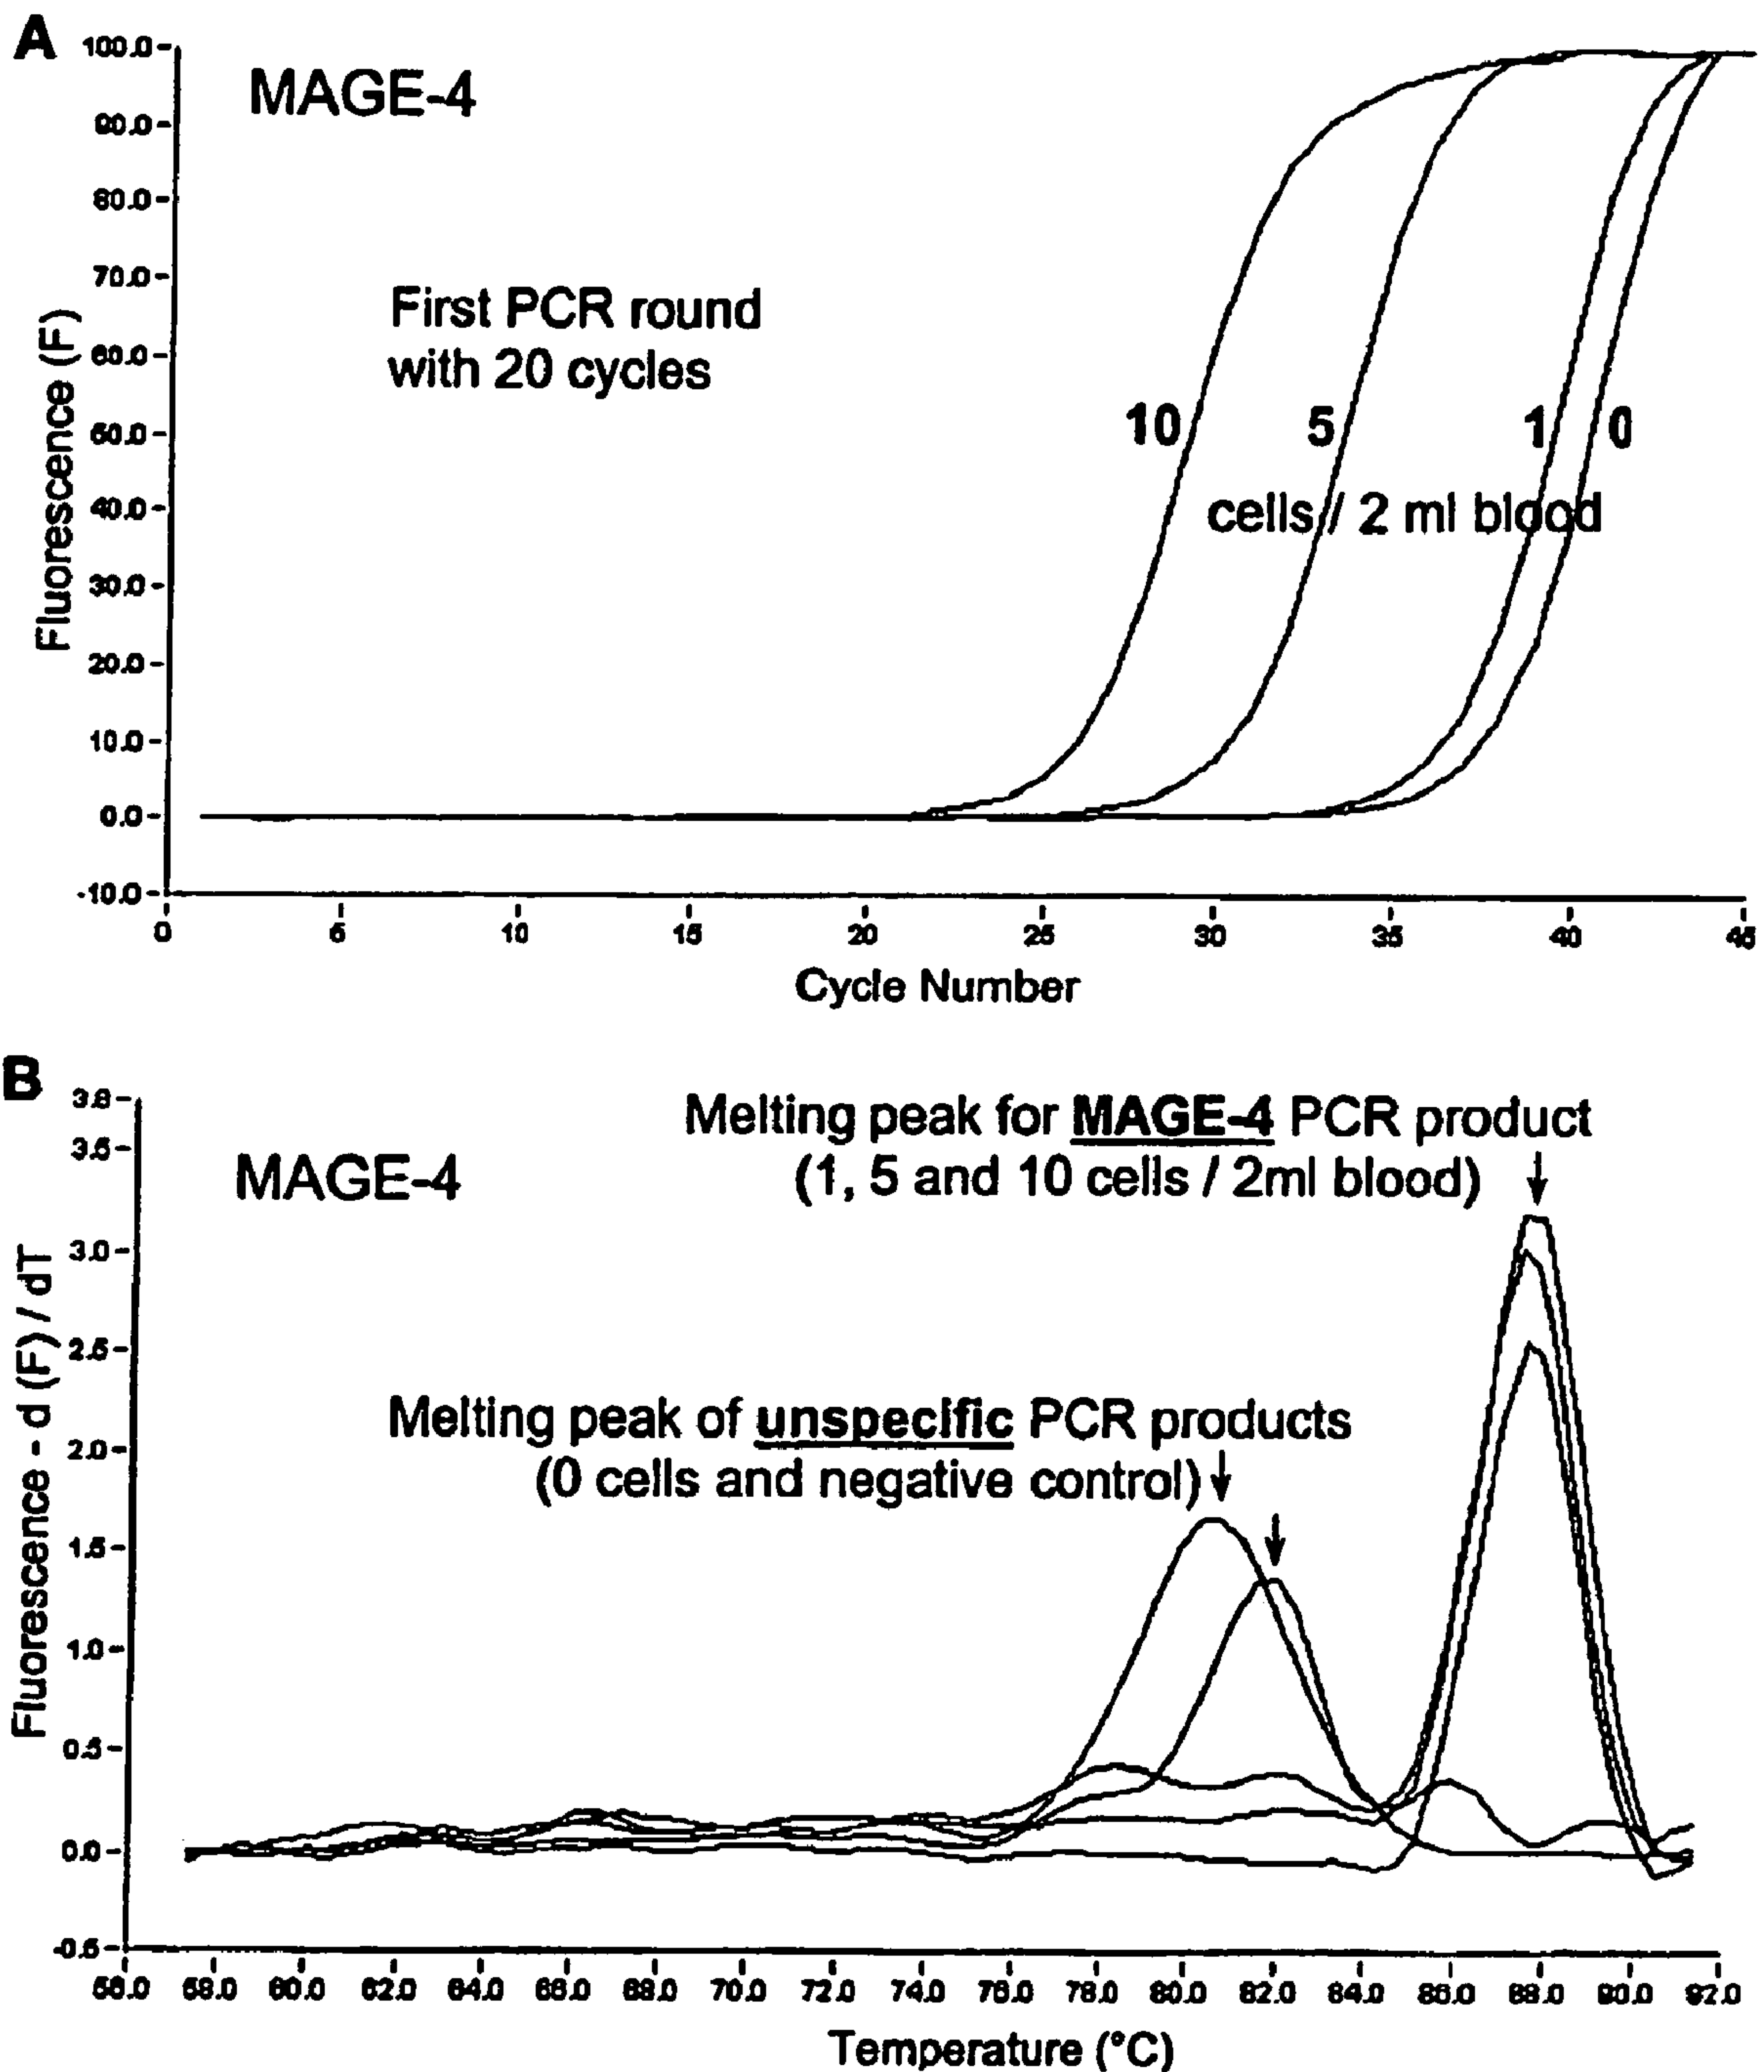 A
MAGE-4
First PCR round
with 20 cycles
10 5 1 0
cells / 2 ml blood
Fluorescence (F)
100.0
90.0
80.0
70.0
60.0
50.0
40.0
30.0
20.0
10.0
0.0
-10.0
0 5 10 15 20 25 30 35 40 45
Cycle Number
B
MAGE-4
Melting peak for MAGE-4 PCR product
(1, 5 and 10 cells / 2ml blood)
Melting peak of unspecific PCR products
(0 cells and negative control)
Fluorescence - d (F) / dT
3.8
3.5
3.0
2.5
2.0
1.5
1.0
0.5
0.0
-0.5
56.0 58.0 60.0 62.0 64.0 66.0 68.0 70.0 72.0 74.0 76.0 78.0 80.0 82.0 84.0 86.0 88.0 90.0 92.0
Temperature (°C)